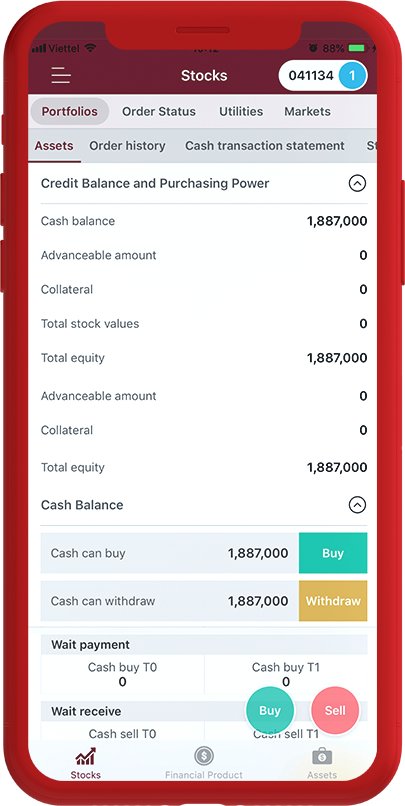 Viettel 88%
Stocks 041134 1
Portfolios Order Status Utilities Markets
Assets Order history Cash transaction statement
Credit Balance and Purchasing Power
Cash balance 1,887,000
Advanceable amount 0
Collateral 0
Total stock values 0
Total equity 1,887,000
Advanceable amount 0
Collateral 0
Total equity 1,887,000
Cash Balance
Cash can buy 1,887,000 Buy
Cash can withdraw 1,887,000 Withdraw
Wait payment
Cash buy T0 Cash buy T1
0
Buy Sell
Wait receive
Cash sell T0 Cash sell T1
Stocks Financial Product Assets